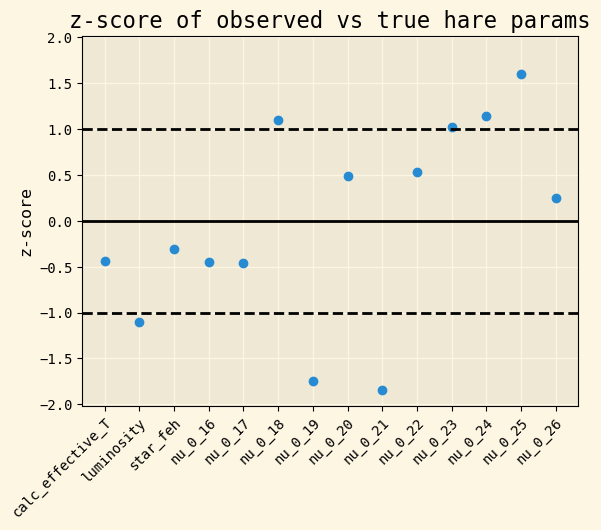 z-score of observed vs true hare params
z-score
2.0
1.5
1.0
0.5
0.0
−0.5
−1.0
−1.5
−2.0
calc_effective_T
luminosity
star_feh
nu_0_16
nu_0_17
nu_0_18
nu_0_19
nu_0_20
nu_0_21
nu_0_22
nu_0_23
nu_0_24
nu_0_25
nu_0_26